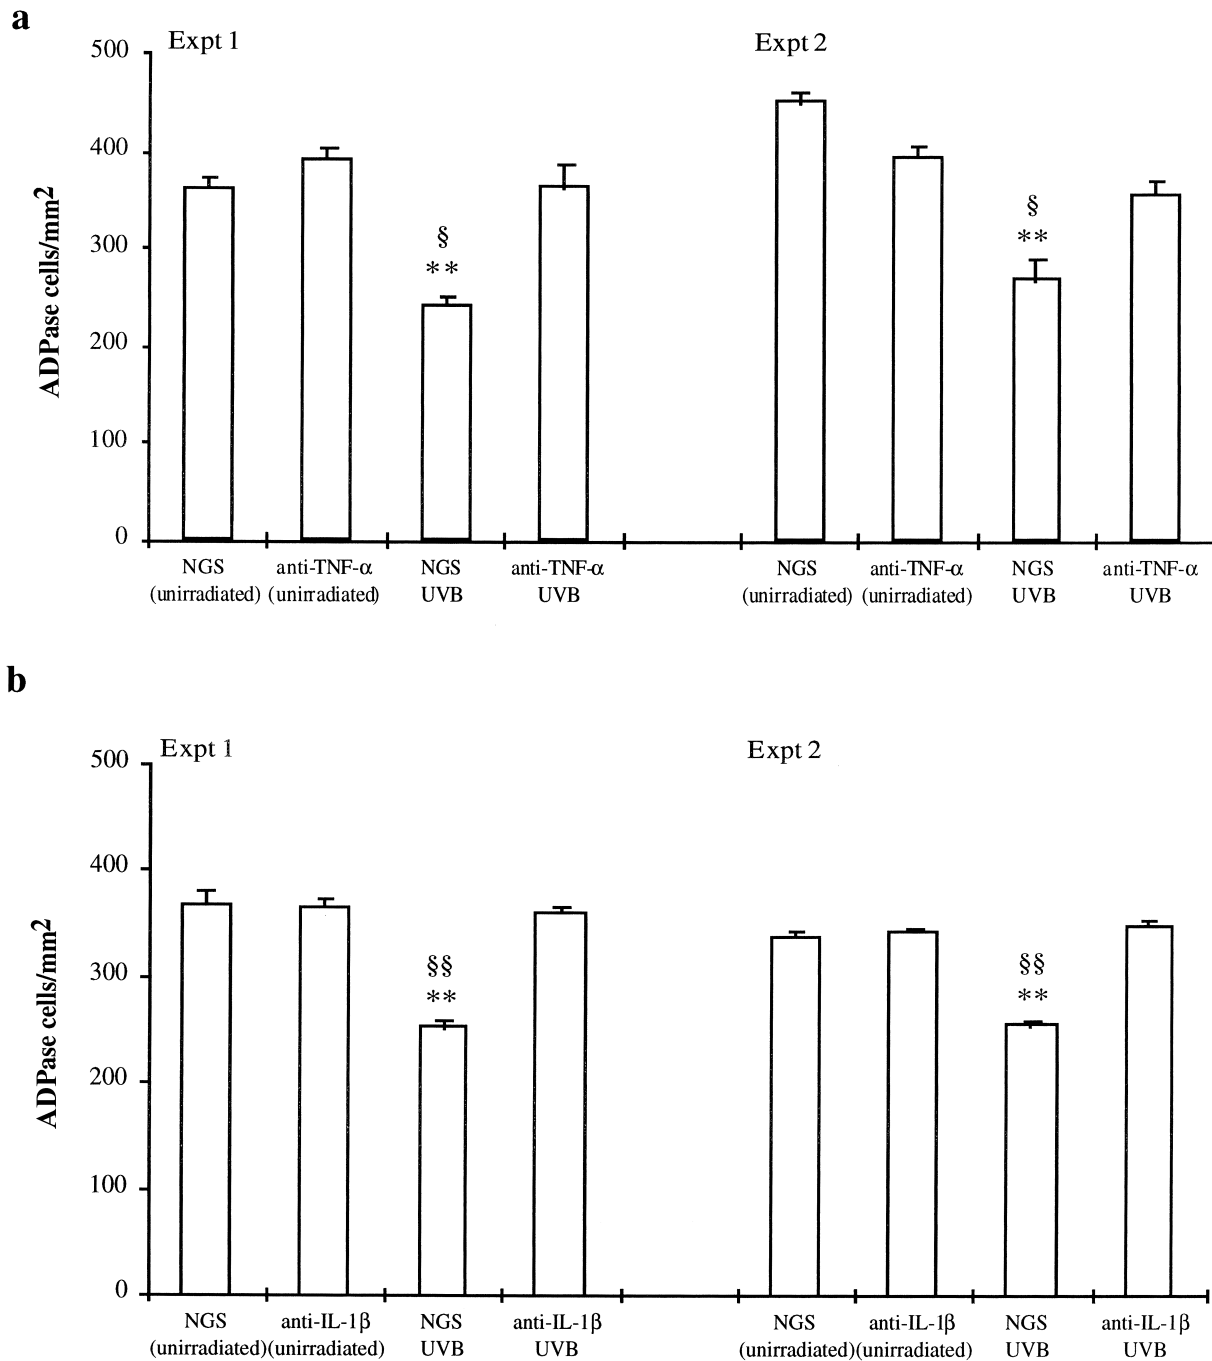 a
Expt 1
Expt 2
500
400
300
200
100
0
ADPase cells/mm2
§
**
§
**
NGS anti-TNF-α NGS anti-TNF-α NGS anti-TNF-α NGS anti-TNF-α
(unirradiated) (unirradiated) UVB UVB (unirradiated) (unirradiated) UVB UVB
b
Expt 1
Expt 2
500
400
300
200
100
0
ADPase cells/mm2
§§
**
§§
**
NGS anti-IL-1β NGS anti-IL-1β NGS anti-IL-1β NGS anti-IL-1β
(unirradiated) (unirradiated) UVB UVB (unirradiated) (unirradiated) UVB UVB